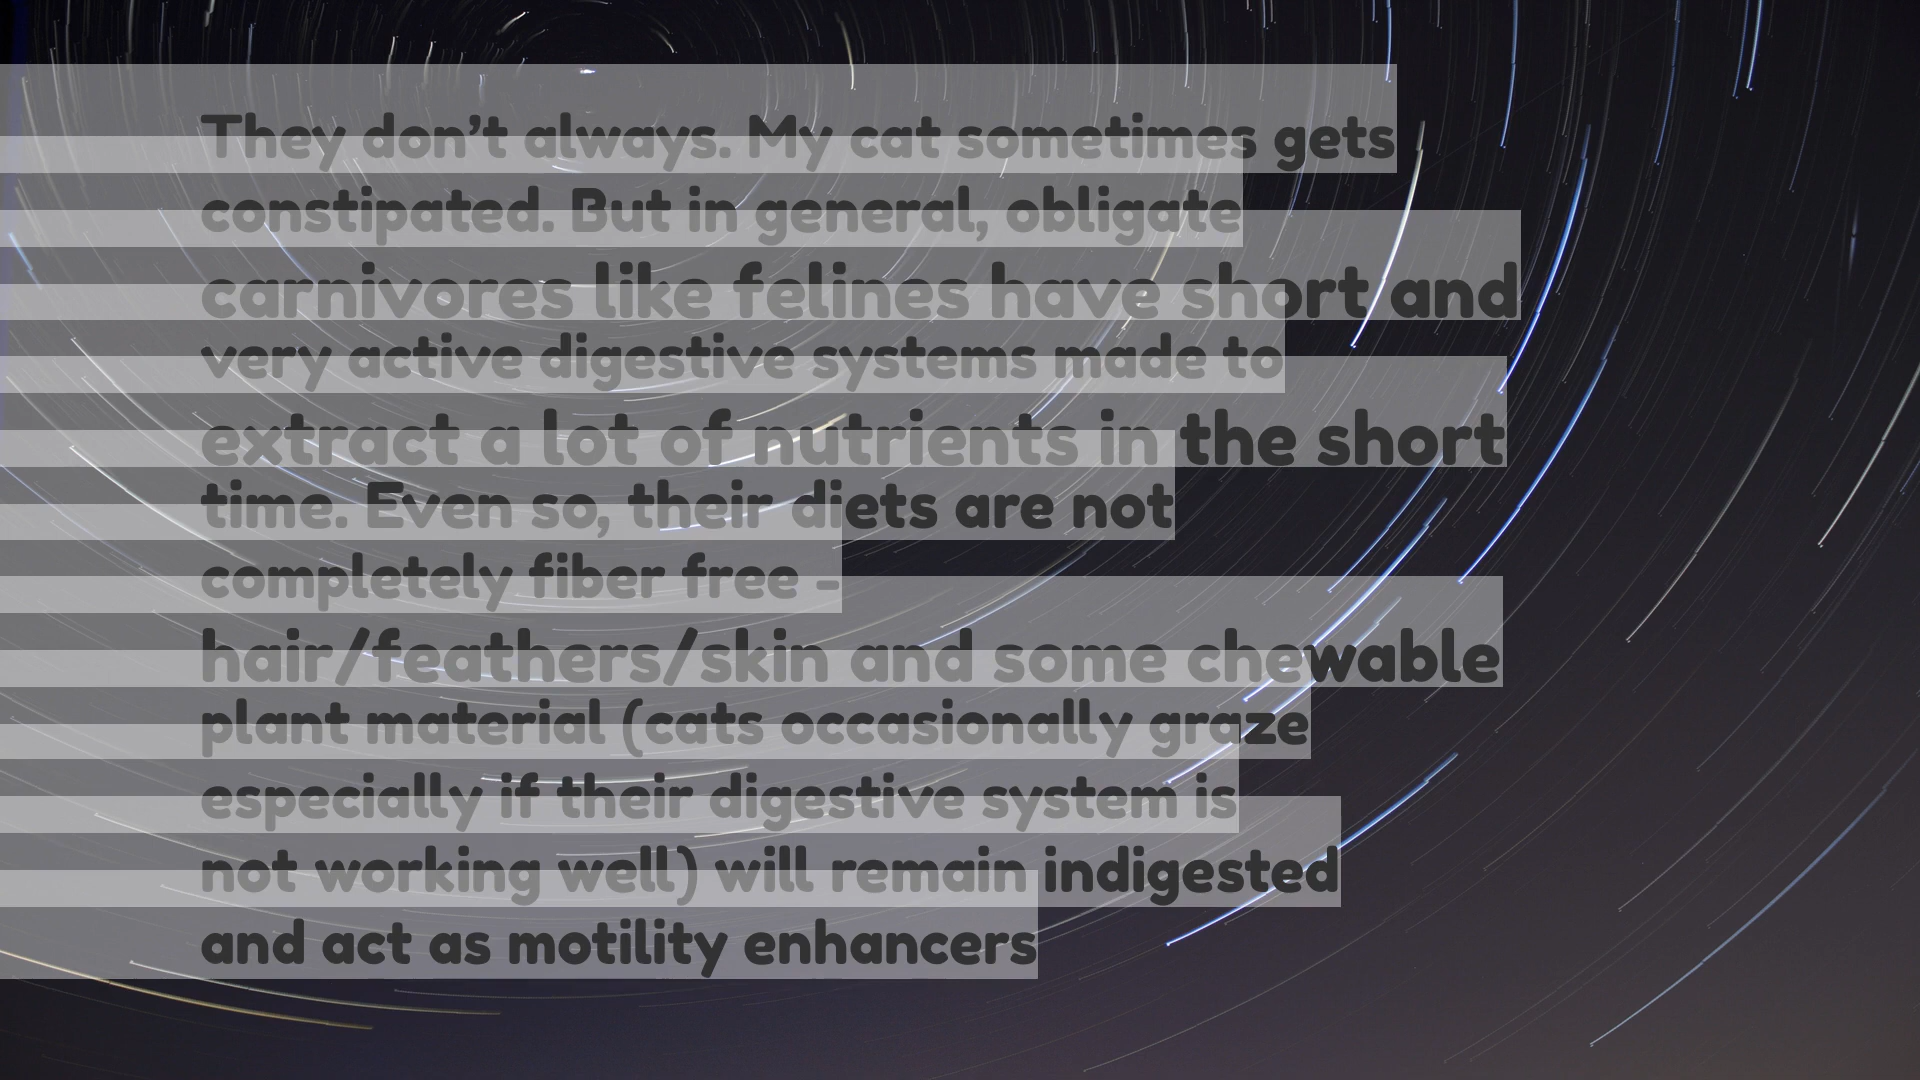 They don’t always. My cat sometimes gets
constipated. But in general, obligate
carnivores like felines have short and
very active digestive systems made to
extract a lot of nutrients in the short
time. Even so, their diets are not
completely fiber free -
hair/feathers/skin and some chewable
plant material (cats occasionally graze
especially if their digestive system is
not working well) will remain indigested
and act as motility enhancers